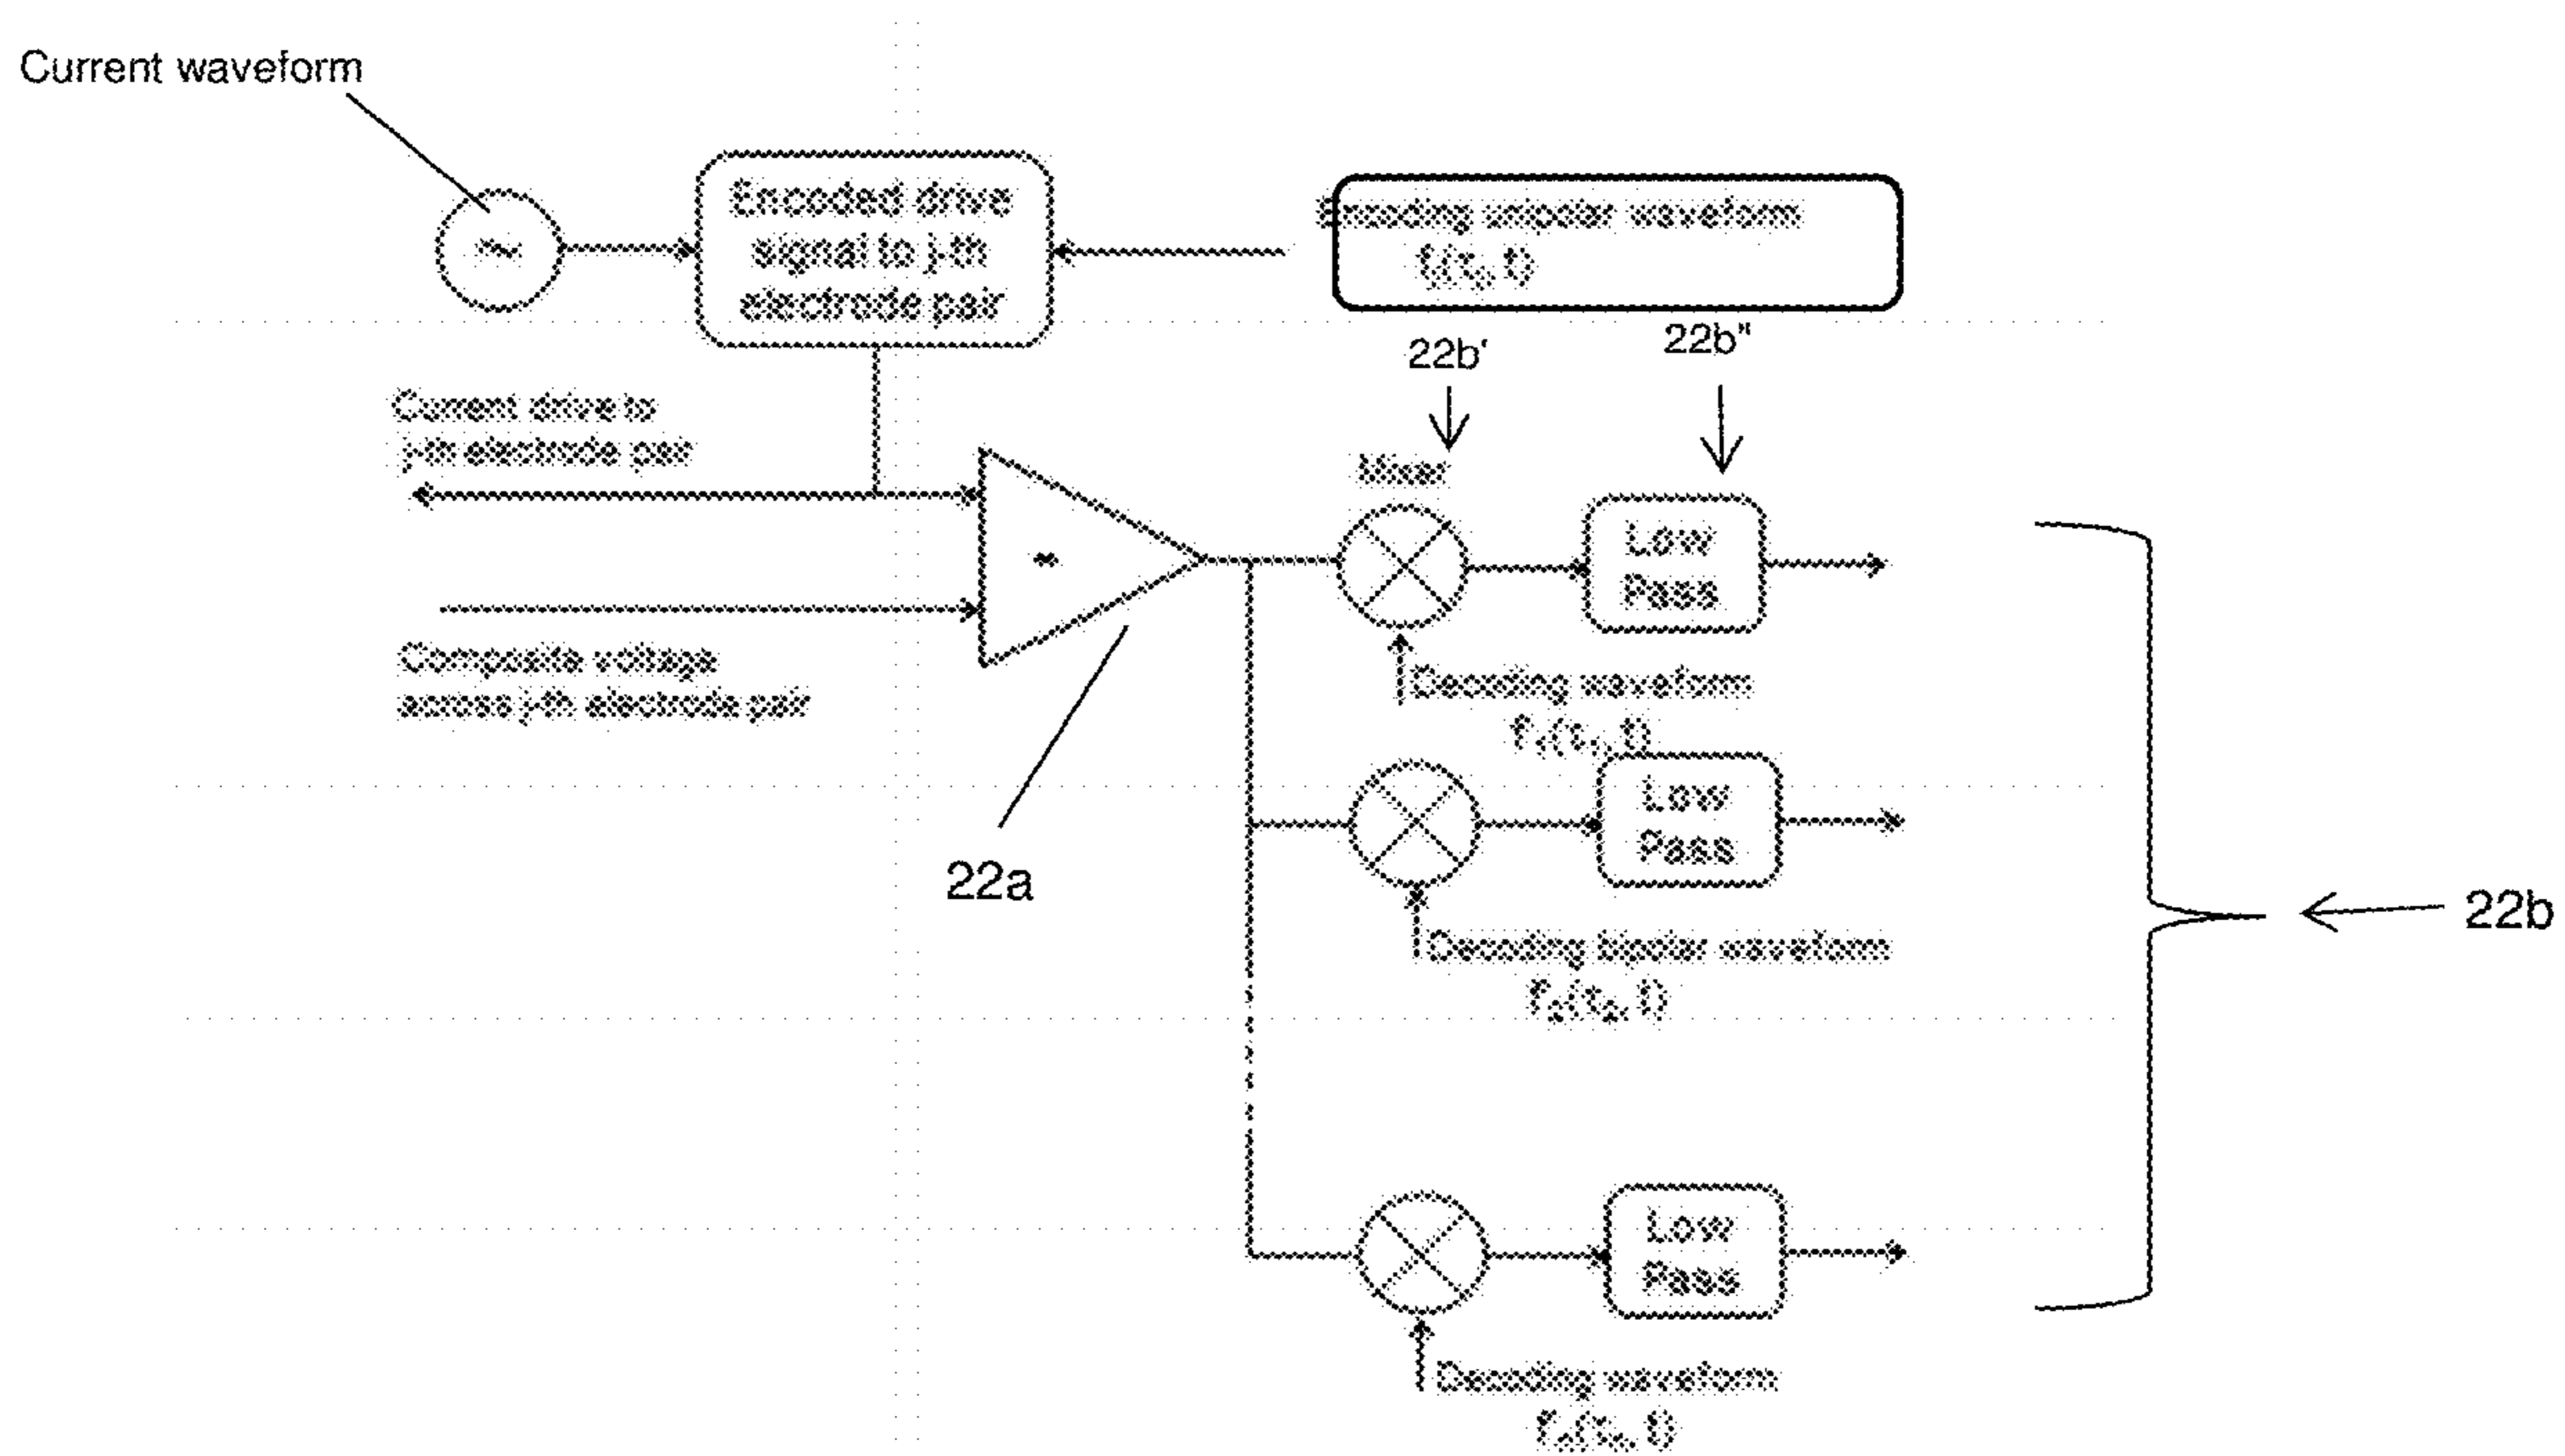 Current waveform
Encoded drive
signal to j-th
electrode pair
Encoding unipolar waveform
22b'
22b"
Current drive to
j-th electrode pair
Mixer
Low
Pass
Composite voltage
across j-th electrode pair
Decoding waveform
22a
Low
Pass
22b
Decoding bipolar waveform
Low
Pass
Decoding waveform